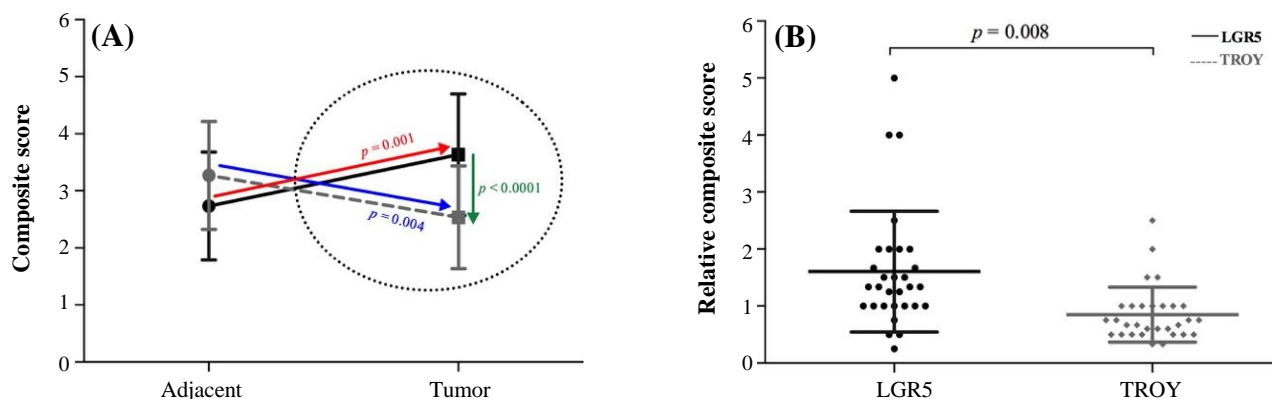 (A)
Composite score
6
5
4
3
2
1
0
p = 0.001
p < 0.0001
p = 0.004
Adjacent
Tumor
(B)
Relative composite score
6
5
4
3
2
1
0
p = 0.008
LGR5
TROY
LGR5
TROY